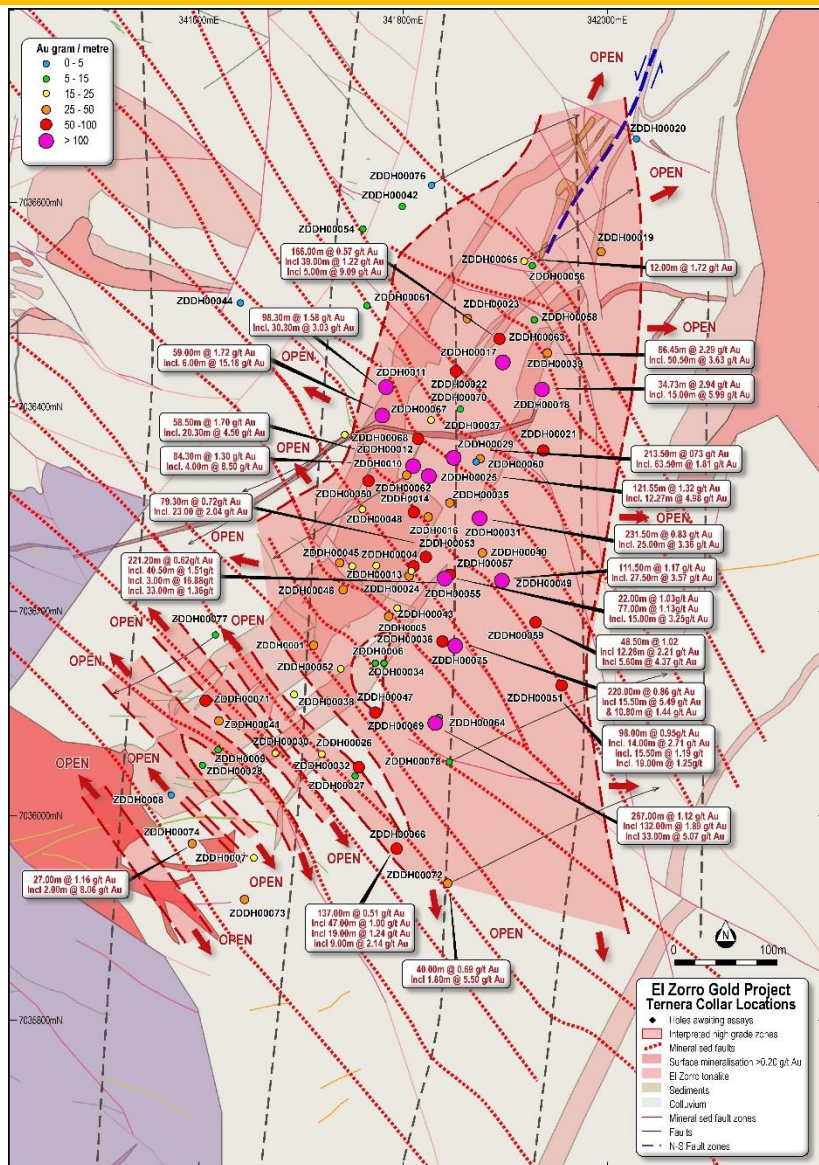 341600mE
341800mE
342000mE
Au gram / metre
0 - 5
5 - 15
15 - 25
25 - 50
50 -100
> 100
OPEN
ZDDH00020
ZDDH00076
ZDDH00042
7036600mN
OPEN
ZDDH00054
166.00m @ 0.57 g/t Au
Incl 39.00m @ 1.22 g/t Au
Incl 5.00m @ 9.09 g/t Au
ZDDH00019
ZDDH00065
ZDDH00056
12.00m @ 1.72 g/t Au
ZDDH00044
ZDDH00061
98.30m @ 1.58 g/t Au
Incl. 30.30m @ 3.03 g/t Au
ZDDH00023
ZDDH00058
OPEN
59.00m @ 1.72 g/t Au
Incl. 6.00m @ 15.18 g/t Au
OPEN
ZDDH00063
86.45m @ 2.29 g/t Au
Incl. 50.50m @ 3.63 g/t Au
ZDDH00011
ZDDH00017
ZDDH00039
ZDDH00022
34.73m @ 2.94 g/t Au
Incl. 15.00m @ 5.99 g/t Au
ZDDH00070
ZDDH00018
7036400mN
ZDDH00067
58.50m @ 1.70 g/t Au
Incl. 20.30m @ 4.50 g/t Au
ZDDH00037
ZDDH00068
ZDDH00021
ZDDH00012
ZDDH00029
213.50m @ 073 g/t Au
Incl. 63.50m @ 1.81 g/t Au
84.30m @ 1.30 g/t Au
Incl. 4.00m @ 8.50 g/t Au
OPEN
ZDDH0010
ZDDH00060
ZDDH00025
121.55m @ 1.32 g/t Au
Incl. 12.27m @ 4.98 g/t Au
79.30m @ 0.72g/t Au
Incl. 23.00 @ 2.04 g/t Au
ZDDH00050
ZDDH00062
ZDDH00014
ZDDH00035
OPEN
ZDDH00048
ZDDH00016
ZDDH00031
231.50m @ 0.83 g/t Au
Incl. 25.00m @ 3.36 g/t Au
OPEN
ZDDH00053
221.20m @ 0.62g/t Au
Incl. 40.50m @ 1.51g/t
Incl. 3.00m @ 16.88g/t
Incl. 33.00m @ 1.36g/t
ZDDH00045
ZDDH00004
ZDDH00040
ZDDH00057
111.50m @ 1.17 g/t Au
Incl. 27.50m @ 3.57 g/t Au
ZDDH00013
ZDDH00049
ZDDH00046
ZDDH00024
ZDDH00055
22.00m @ 1.03g/t Au
77.00m @ 1.13g/t Au
Incl. 15.00m @ 3.25g/t Au
7036200mN
ZDDH00077
ZDDH00043
OPEN
ZDDH0005
ZDDH00059
ZDDH0001
ZDDH00036
48.50m @ 1.02
Incl 12.26m @ 2.21 g/t Au
Incl 5.60m @ 4.37 g/t Au
OPEN
ZDDH0006
ZDDH00075
ZDDH00052
ZDDH00034
OPEN
ZDDH00071
ZDDH00038
ZDDH00047
ZDDH00051
220.00m @ 0.86 g/t Au
Incl 15.50m @ 5.49 g/t Au
& 10.80m @ 1.44 g/t Au
ZDDH00041
ZDDH00069
ZDDH00064
ZDDH00030
ZDDH00026
98.00m @ 0.95g/t Au
Incl. 14.00m @ 2.71 g/t Au
Incl. 15.50m @ 1.19 g/t
Incl. 19.00m @ 1.25g/t
OPEN
ZDDH0009
ZDDH00032
ZDDH00078
ZDDH00028
ZDDH00027
OPEN
OPEN
ZDDH0008
7036000mN
267.00m @ 1.12 g/t Au
Incl 132.00m @ 1.89 g/t Au
Incl 33.00m @ 5.07 g/t Au
ZDDH00074
ZDDH00066
OPEN
ZDDH0007
ZDDH00072
27.00m @ 1.16 g/t Au
Incl 2.00m @ 8.06 g/t Au
OPEN
ZDDH00073
137.00m @ 0.51 g/t Au
Incl 47.00m @ 1.00 g/t Au
Incl 19.00m @ 1.24 g/t Au
Incl 9.00m @ 2.14 g/t Au
OPEN
OPEN
N
0 100m
40.00m @ 0.69 g/t Au
Incl 1.80m @ 5.50 g/t Au
El Zorro Gold Project
Ternera Collar Locations
Holes awaiting assays
Interpreted high grade zones
Mineralised faults
Surface mineralisation >0.20 g/t Au
El Zorro tonalite
Sediments
Colluvium
Mineralised fault zones
Faults
N-S Fault zones
7035800mN